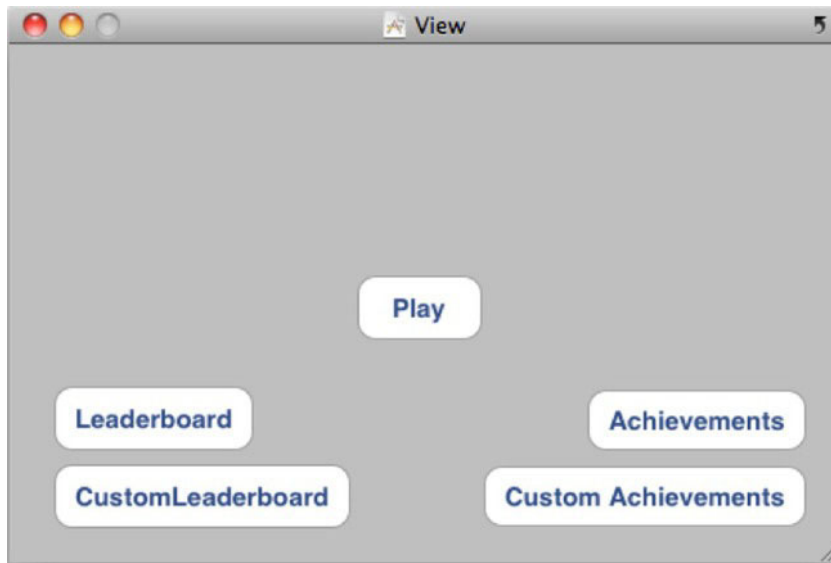 View
Play
Leaderboard
Achievements
CustomLeaderboard
Custom Achievements